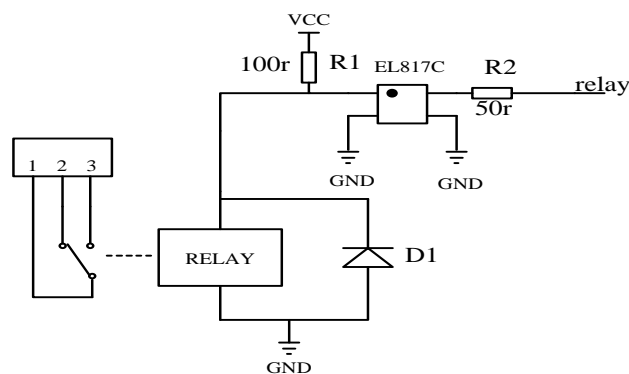 VCC
100r
R1
EL817C
R2
relay
50r
GND
GND
1 2 3
RELAY
D1
GND